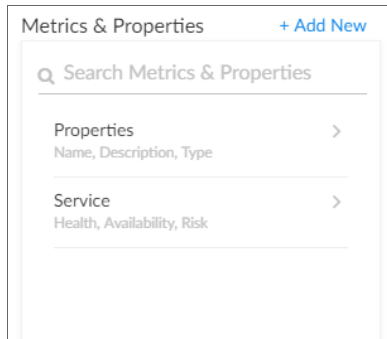 Metrics & Properties + Add New
Search Metrics & Properties
Properties
Name, Description, Type
Service
Health, Availability, Risk